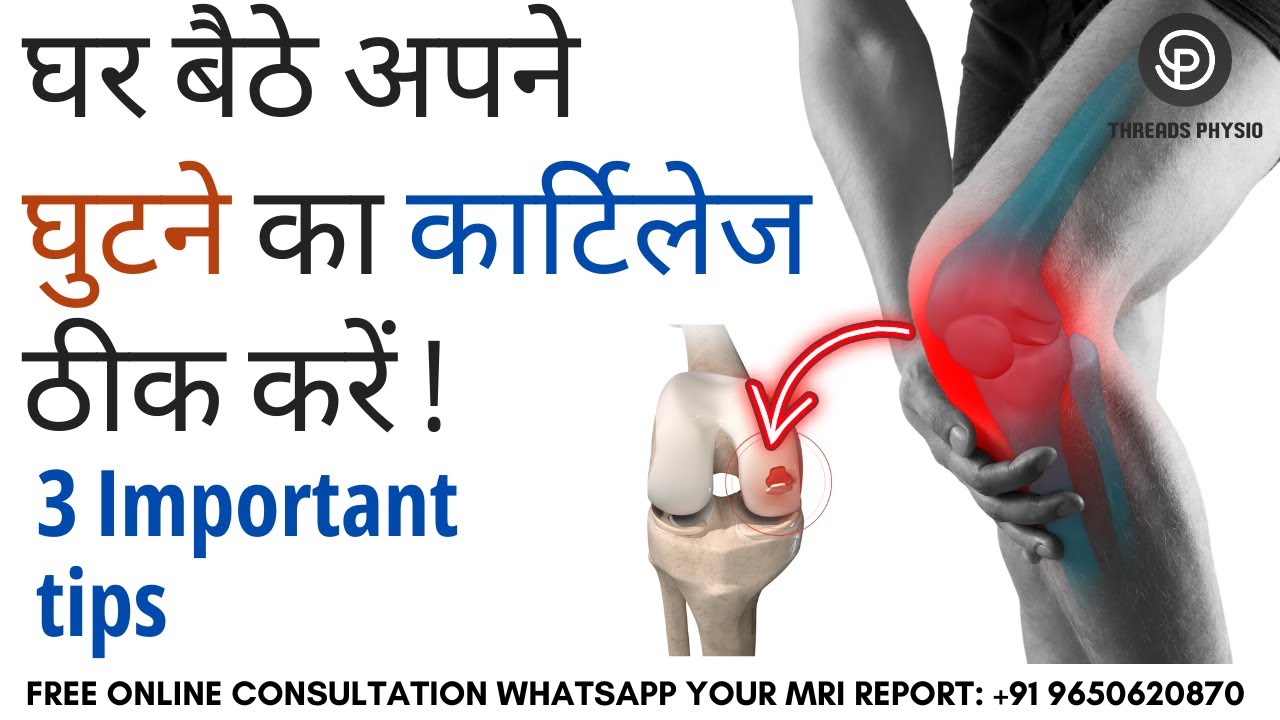 घर बैठे अपने
घुटने का कार्टिलेज
ठीक करें !
3 Important
tips
THREADS PHYSIO
FREE ONLINE CONSULTATION WHATSAPP YOUR MRI REPORT: +91 9650620870